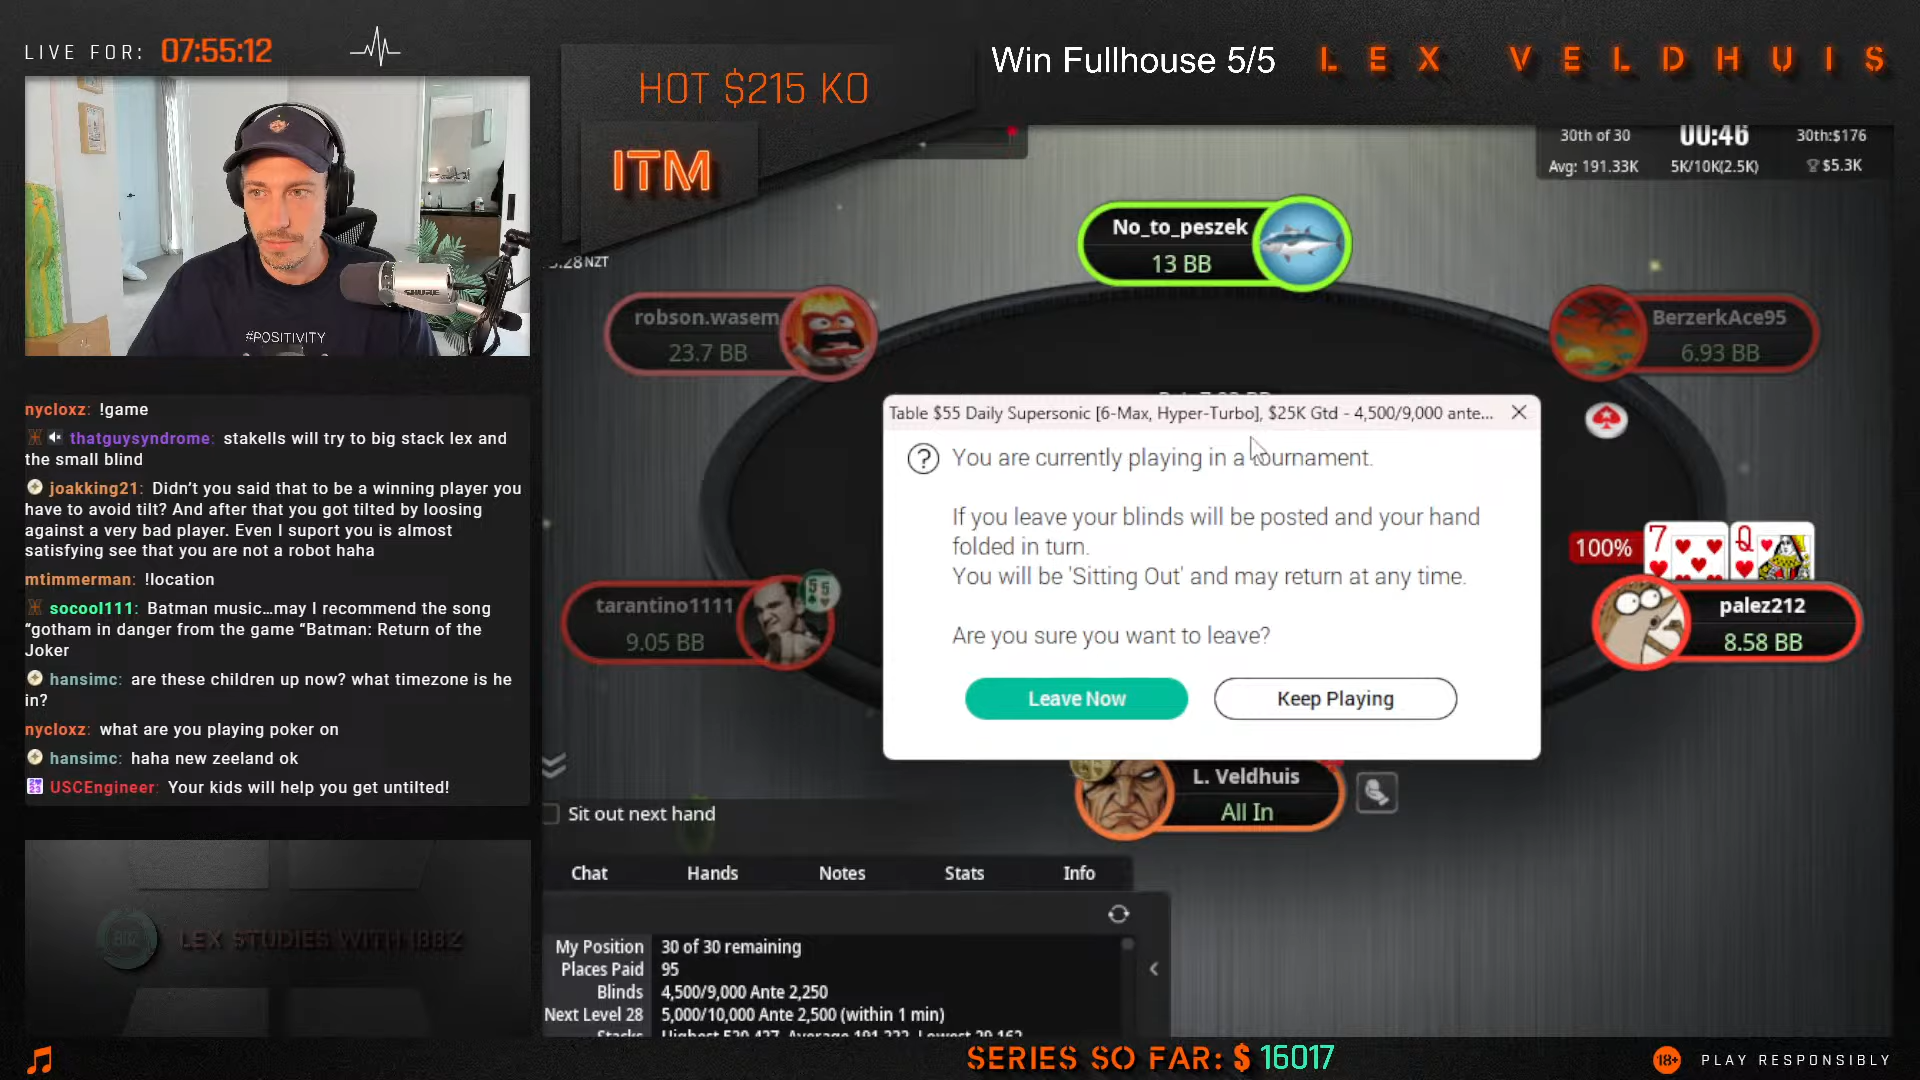 LIVE FOR: 07:55:12
HOT $215 KO
ITM
Win Fullhouse 5/5
LEX VELDHUIS
30th of 30
00:46
30th:$176
Avg: 191.33K
5K/10K(2.5K)
$5.3K
#POSITIVITY
SHURE
NZT
No_to_peszek
13 BB
robson.wasem
23.7 BB
BerzerkAce95
6.93 BB
tarantino1111
9.05 BB
100%
7 Q
palez212
8.58 BB
Table $55 Daily Supersonic [6-Max, Hyper-Turbo], $25K Gtd - 4,500/9,000 ante...
You are currently playing in a tournament.
If you leave your blinds will be posted and your hand
folded in turn.
You will be 'Sitting Out' and may return at any time.
Are you sure you want to leave?
Leave Now
Keep Playing
L. Veldhuis
All In
nycloxz: !game
thatguysyndrome: stakells will try to big stack lex and
the small blind
joakking21: Didn't you said that to be a winning player you
have to avoid tilt? And after that you got tilted by loosing
against a very bad player. Even I suport you is almost
satisfying see that you are not a robot haha
mtimmerman: !location
socool111: Batman music…may I recommend the song
“gotham in danger from the game “Batman: Return of the
Joker
hansimc: are these children up now? what timezone is he
in?
nycloxz: what are you playing poker on
hansimc: haha new zeeland ok
USCEngineer: Your kids will help you get untilted!
Sit out next hand
Chat
Hands
Notes
Stats
Info
My Position 30 of 30 remaining
Places Paid 95
Blinds 4,500/9,000 Ante 2,250
Next Level 28 5,000/10,000 Ante 2,500 (within 1 min)
LEX STUDIES WITH BBZ
SERIES SO FAR: $ 16017
18+
PLAY RESPONSIBLY